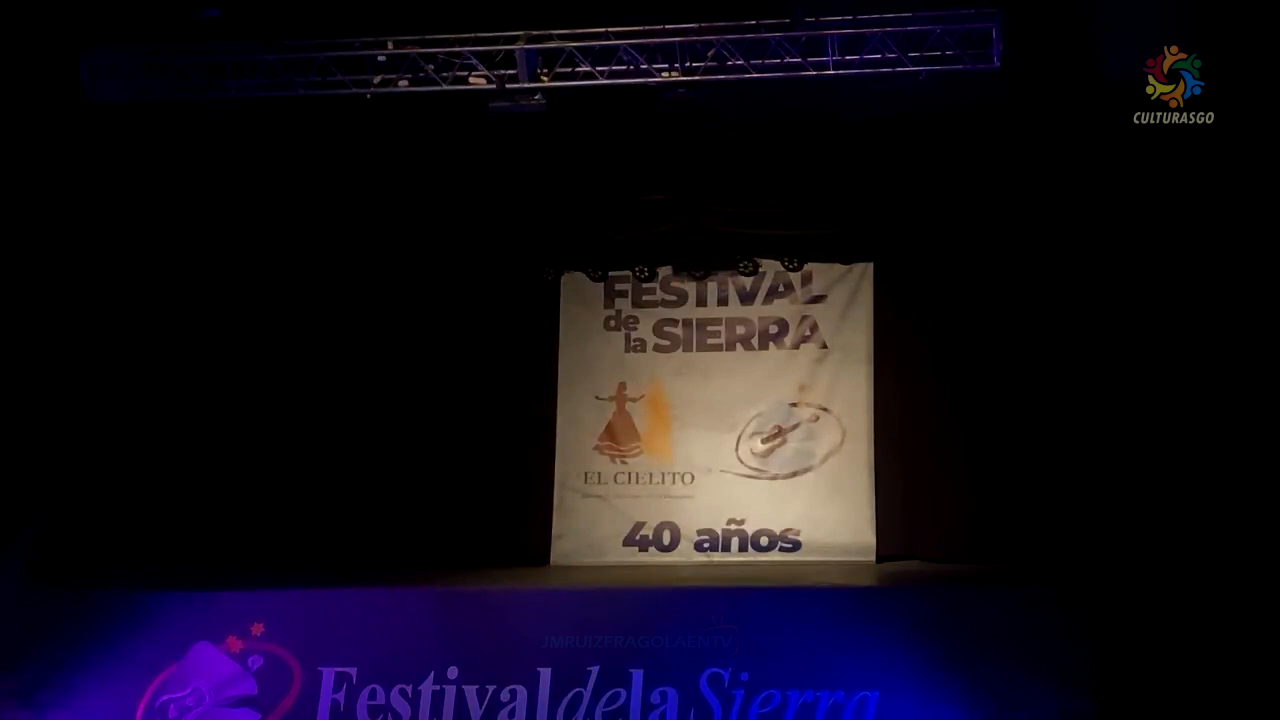 CULTURASGO
FESTIVAL
de
la SIERRA
EL CIELITO
40 años
JMRUIZFRAGOLAENTV
Festivaldela Sierra